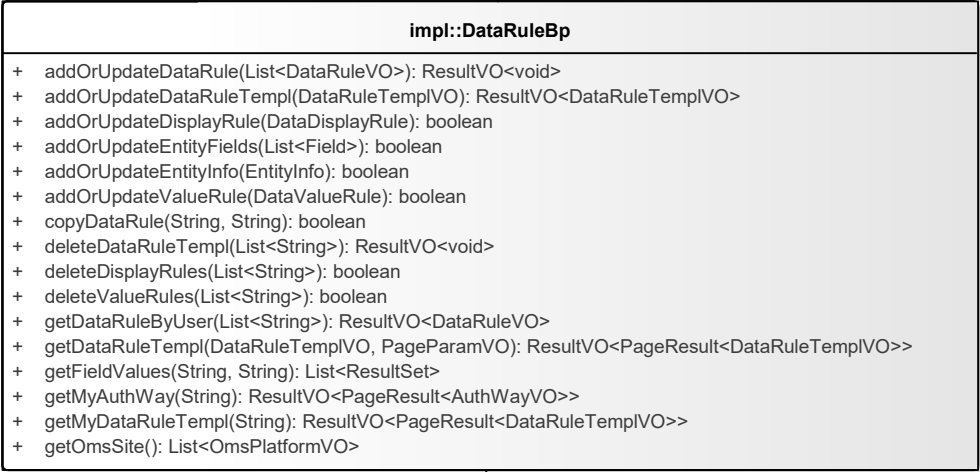 impl::DataRuleBp
+ addOrUpdateDataRule(List<DataRuleVO>): ResultVO<void>
+ addOrUpdateDataRuleTempl(DataRuleTemplVO): ResultVO<DataRuleTemplVO>
+ addOrUpdateDisplayRule(DataDisplayRule): boolean
+ addOrUpdateEntityFields(List<Field>): boolean
+ addOrUpdateEntityInfo(EntityInfo): boolean
+ addOrUpdateValueRule(DataValueRule): boolean
+ copyDataRule(String, String): boolean
+ deleteDataRuleTempl(List<String>): ResultVO<void>
+ deleteDisplayRules(List<String>): boolean
+ deleteValueRules(List<String>): boolean
+ getDataRuleByUser(List<String>): ResultVO<DataRuleVO>
+ getDataRuleTempl(DataRuleTemplVO, PageParamVO): ResultVO<PageResult<DataRuleTemplVO>>
+ getFieldValues(String, String): List<ResultSet>
+ getMyAuthWay(String): ResultVO<PageResult<AuthWayVO>>
+ getMyDataRuleTempl(String): ResultVO<PageResult<DataRuleTemplVO>>
+ getOmsSite(): List<OmsPlatformVO>